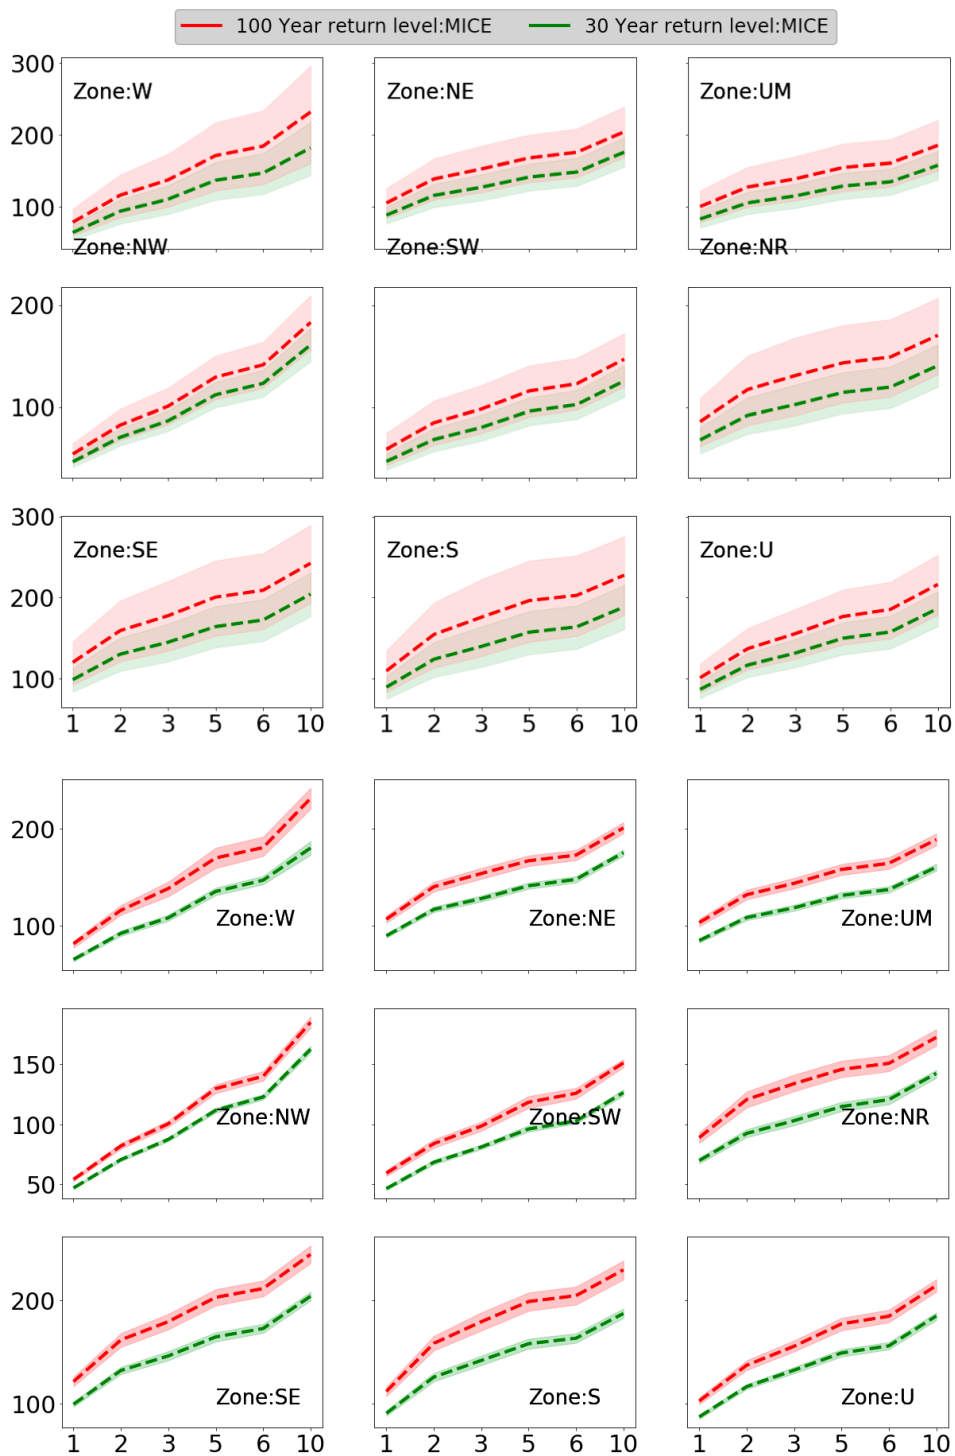 100 Year return level:MICE 30 Year return level:MICE
300
200
100
Zone:W Zone:NE Zone:UM
Zone:NW Zone:SW Zone:NR
200
100
300
200
100
Zone:SE Zone:S Zone:U
1 2 3 5 6 10 1 2 3 5 6 10 1 2 3 5 6 10
200
100
Zone:W Zone:NE Zone:UM
150
100
50
Zone:NW Zone:SW Zone:NR
200
100
Zone:SE Zone:S Zone:U
1 2 3 5 6 10 1 2 3 5 6 10 1 2 3 5 6 10